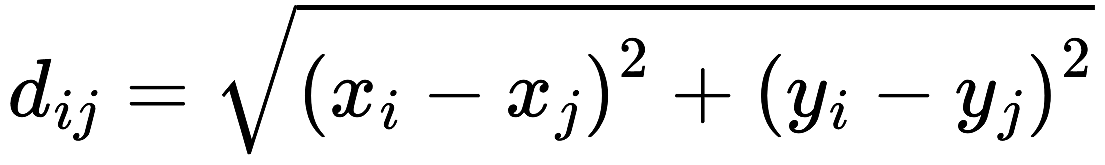 d_{ij} = \sqrt{(x_i - x_j)^2 + (y_i - y_j)^2}